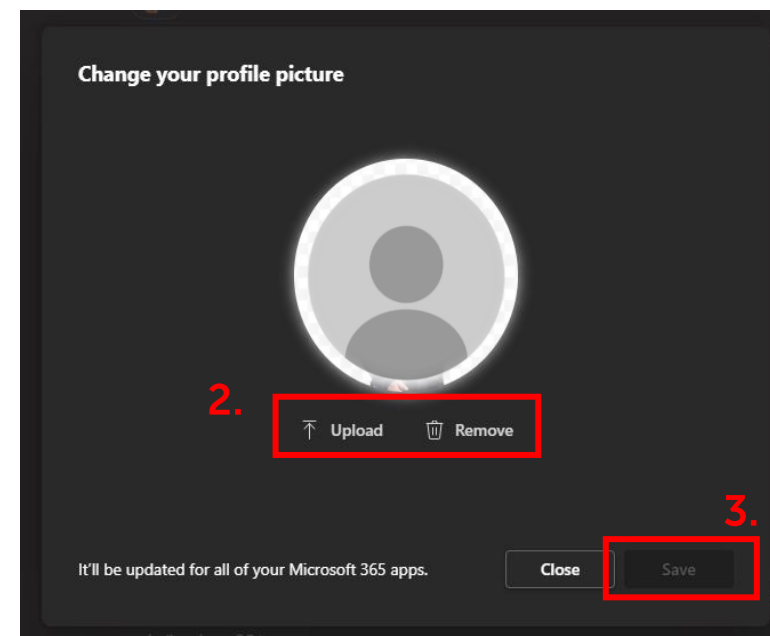 Change your profile picture
2.
Upload Remove
3.
It'll be updated for all of your Microsoft 365 apps. Close Save